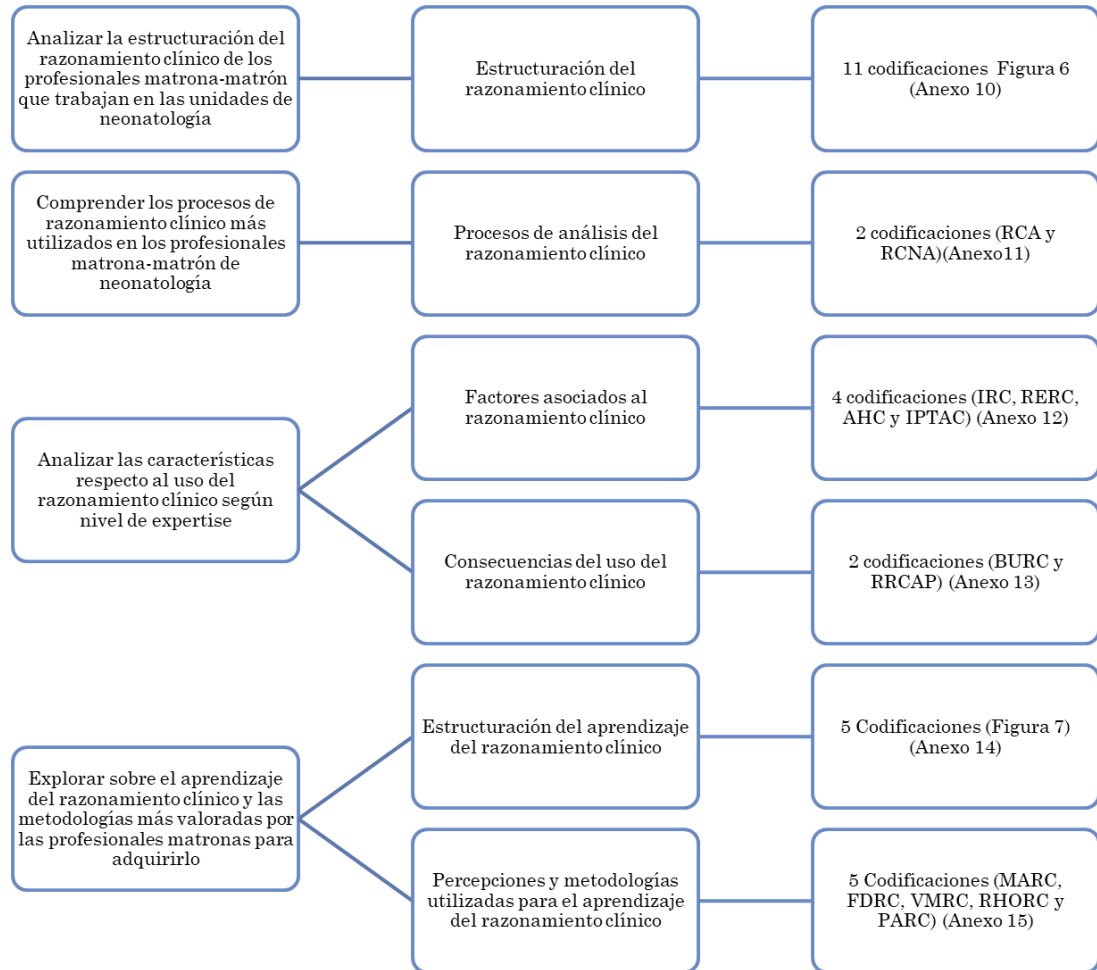 Analizar la estructuración del
razonamiento clínico de los
profesionales matrona-matrón
que trabajan en las unidades de
neonatología
Estructuración del
razonamiento clínico
11 codificaciones Figura 6
(Anexo 10)
Comprender los procesos de
razonamiento clínico más
utilizados en los profesionales
matrona-matrón de
neonatología
Procesos de análisis del
razonamiento clínico
2 codificaciones (RCA y
RCNA)(Anexo11)
Analizar las características
respecto al uso del
razonamiento clínico según
nivel de expertise
Factores asociados al
razonamiento clínico
4 codificaciones (IRC, RERC,
AHC y IPTAC) (Anexo 12)
Consecuencias del uso del
razonamiento clínico
2 codificaciones (BURC y
RRCAP) (Anexo 13)
Explorar sobre el aprendizaje
del razonamiento clínico y las
metodologías más valoradas por
las profesionales matronas para
adquirirlo
Estructuración del aprendizaje
del razonamiento clínico
5 Codificaciones (Figura 7)
(Anexo 14)
Percepciones y metodologías
utilizadas para el aprendizaje
del razonamiento clínico
5 Codificaciones (MARC,
FDRC, VMRC, RHORC y
PARC) (Anexo 15)